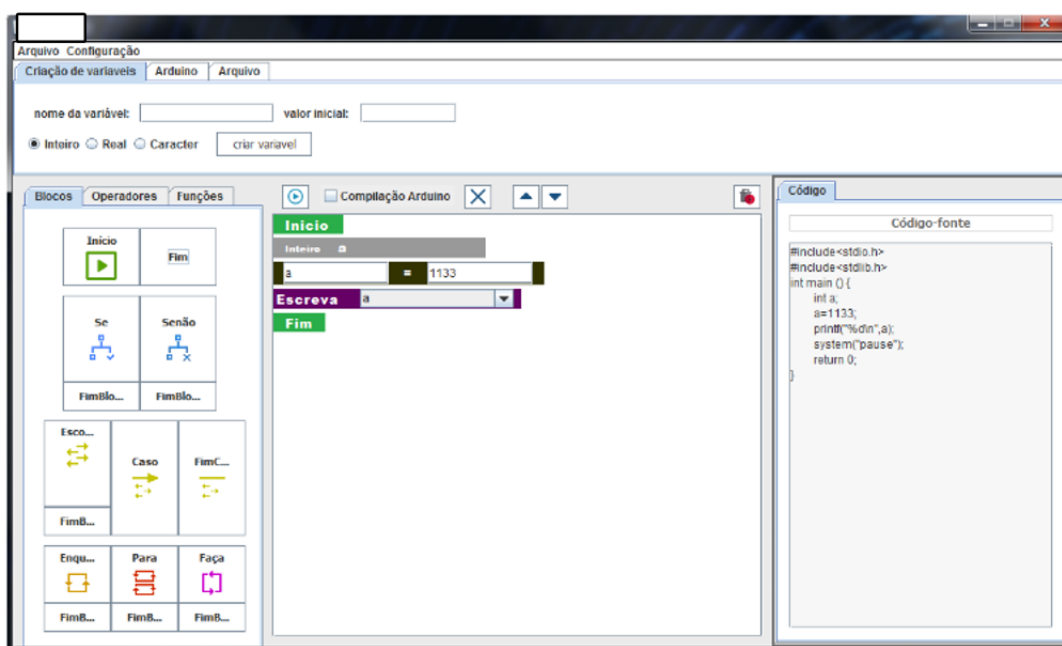 Arquivo Configuração
Criação de variaveis Arduino Arquivo
nome da variável: valor inicial:
Inteiro Real Caracter criar variavel
Blocos Operadores Funções
Compilação Arduino
Código
Início
Fim
Se Senão
FimBlo... FimBlo...
Esco...
Caso FimC...
FimB...
Enqu... Para Faça
FimB... FimB... FimB...
Inicio
Inteiro a
a = 1133
Escreva a
Fim
Código-fonte
#include<stdio.h>
#include<stdlib.h>
int main () {
int a;
a=1133;
printf("%d\n",a);
system("pause");
return 0;
}